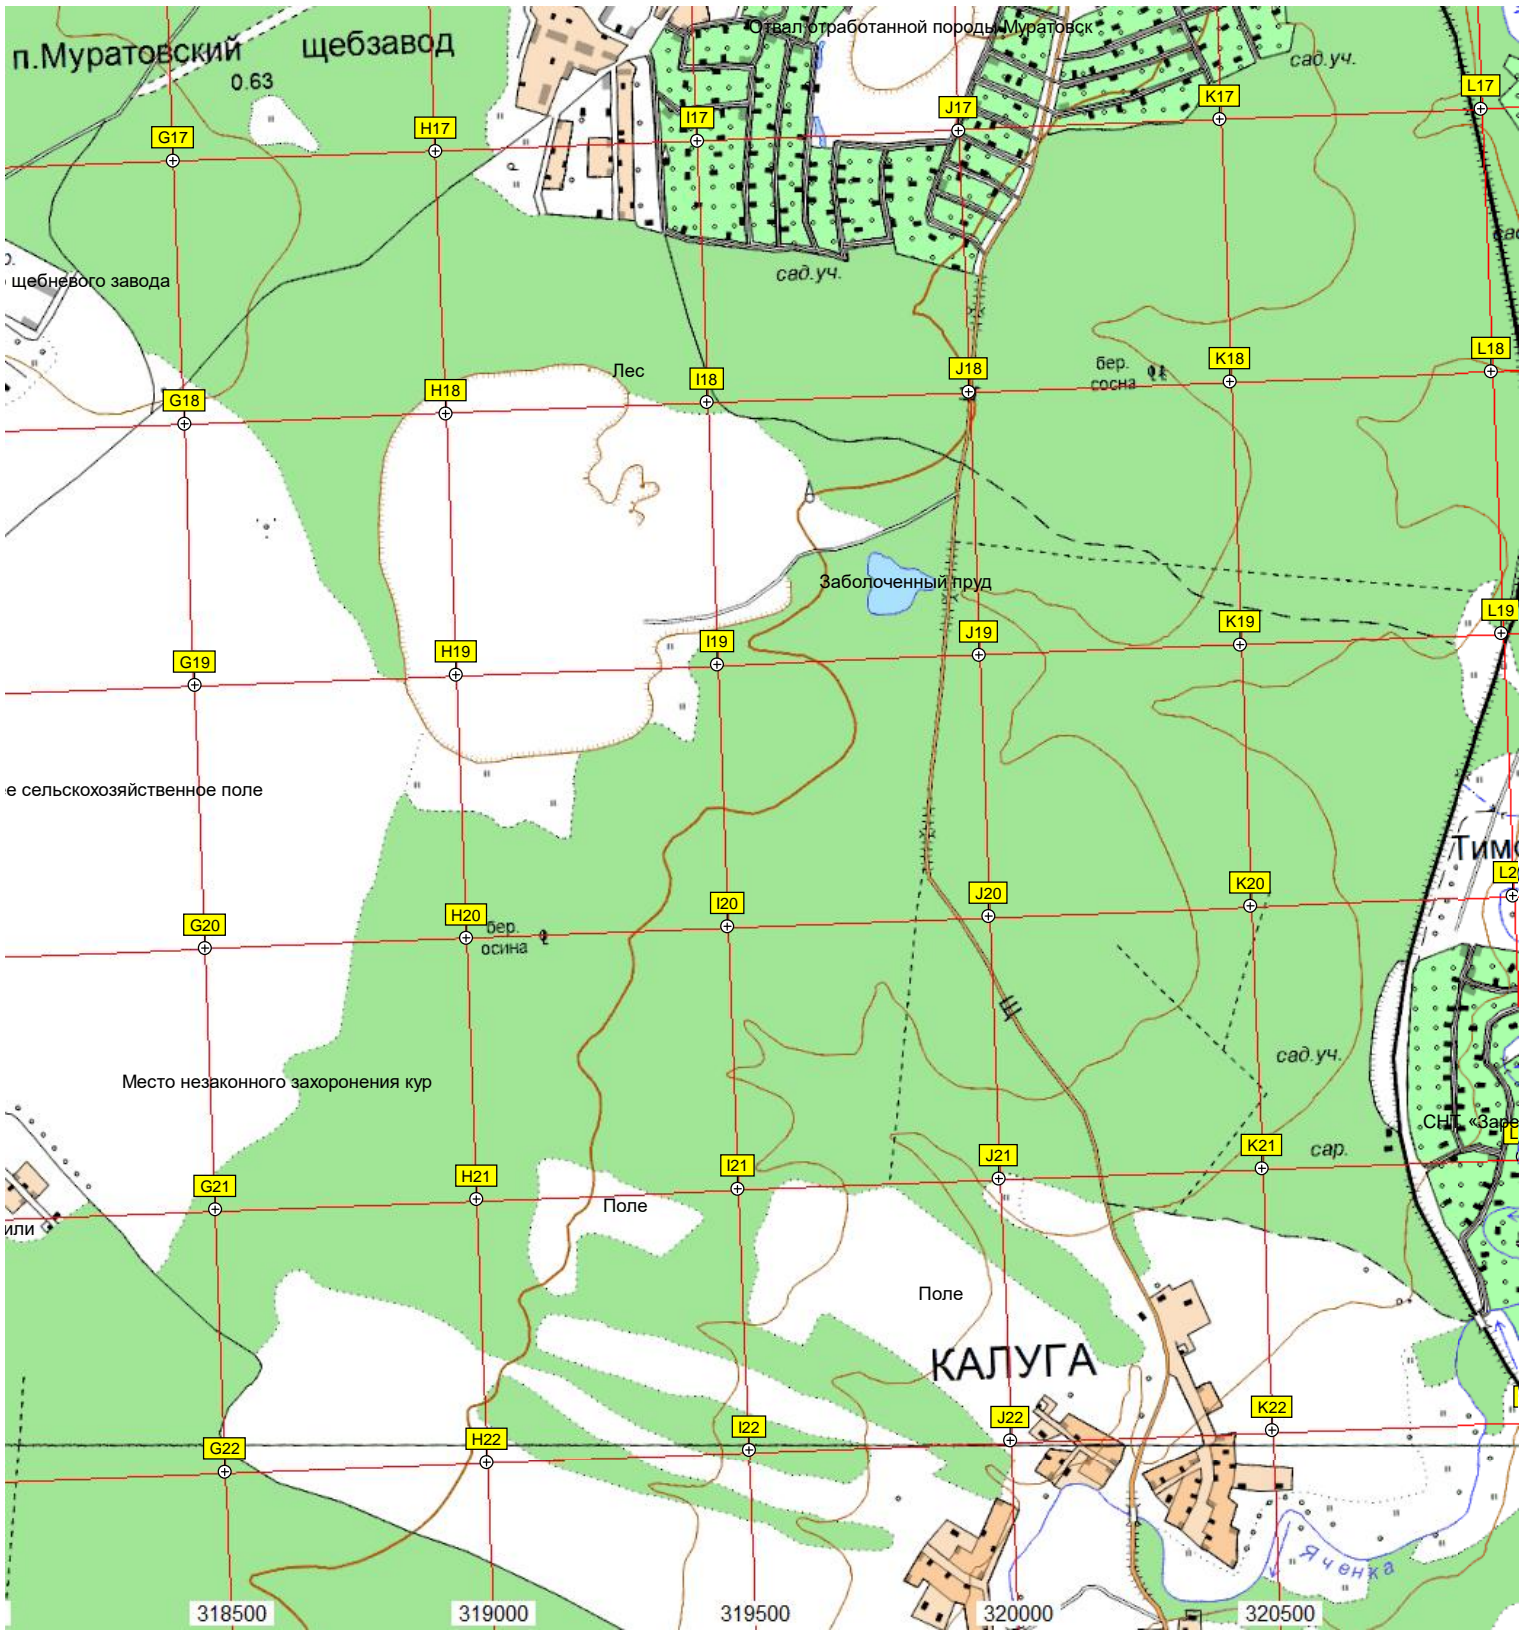 Отвал отработанной породы Муратовск
п.Муратовский щебзавод
сад.уч.
0.63
L17
K17
J17
I17
H17
G17
сад.уч.
щебневого завода
L18
K18
бер.
сосна
J18
Лес
I18
H18
G18
Заболоченный пруд
L19
K19
J19
I19
H19
G19
е сельскохозяйственное поле
Тим
L2
K20
J20
I20
H20
бер.
осина
G20
сад.уч.
Место незаконного захоронения кур
СНТ «Заре
K21
сар.
J21
I21
H21
G21
Поле
или
Поле
КАЛУГА
K22
J22
I22
H22
G22
Яченка
318500
319000
319500
320000
320500